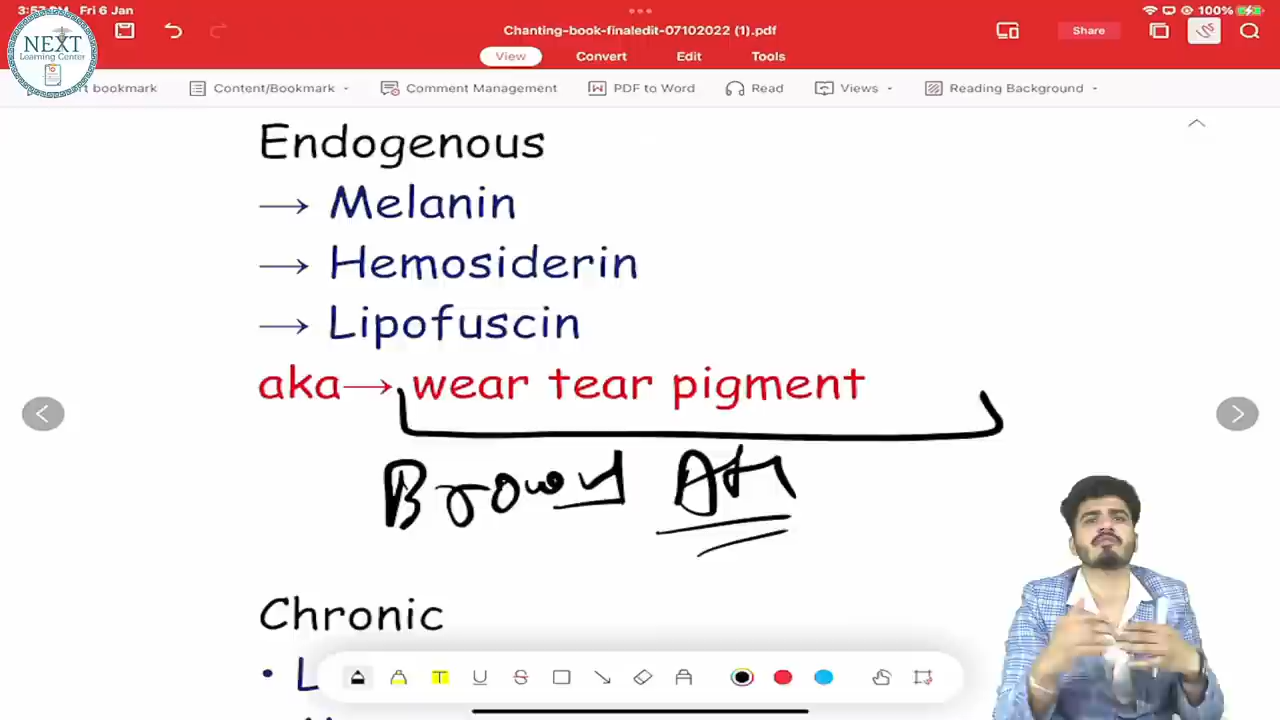 Fri 6 Jan
100%
NEXT
Learning Center
Chanting-book-finaledit-07102022 (1).pdf
Share
View Convert Edit Tools
bookmark Content/Bookmark Comment Management PDF to Word Read Views Reading Background
Endogenous
→ Melanin
→ Hemosiderin
→ Lipofuscin
aka→ wear tear pigment
Brown
Chronic